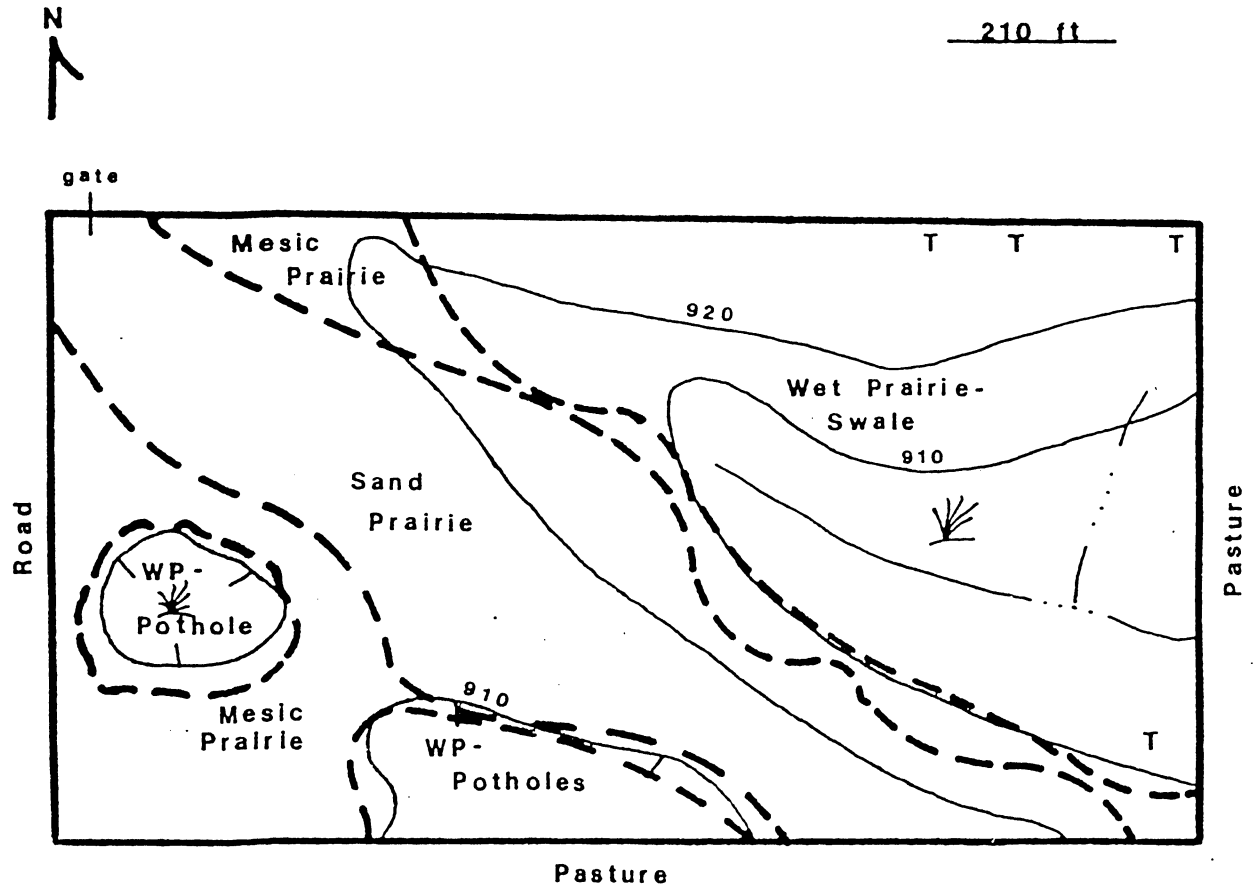 N
210 ft
gate
Mesic
Prairie
T T T
920
Wet Prairie-
Swale
910
Sand
Prairie
Road
Pasture
WP-
Pothole
910
Mesic
Prairie
WP-
Potholes
T
Pasture